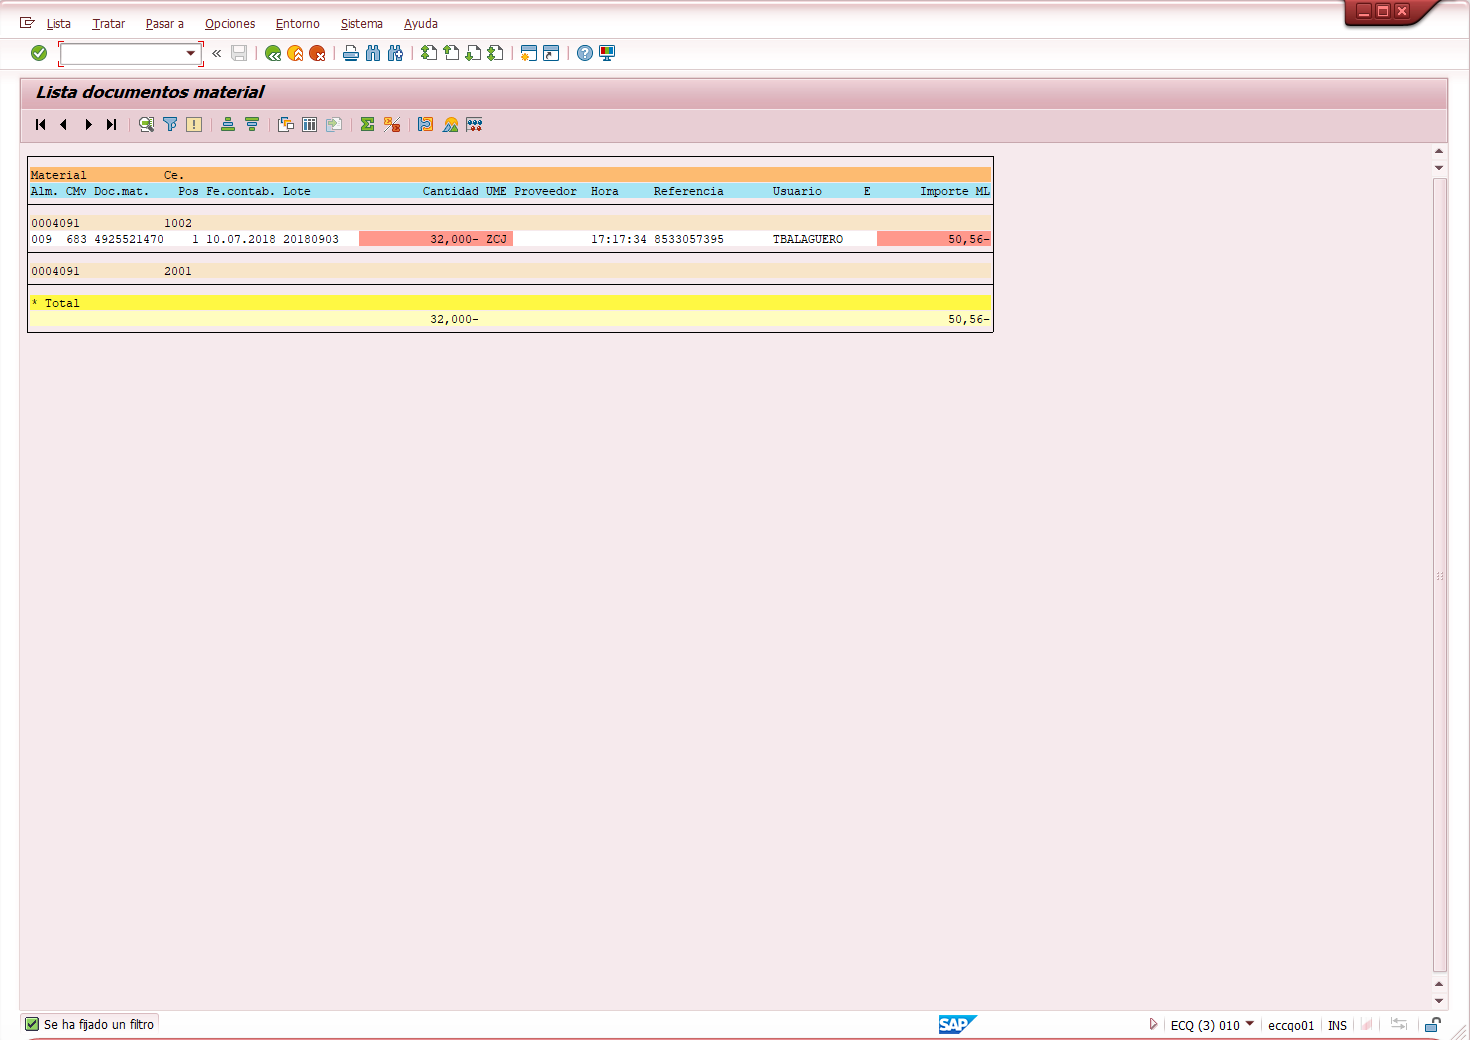 Lista Tratar Pasar a Opciones Entorno Sistema Ayuda
Lista documentos material
Material Ce.
Alm. CMv Doc.mat. Pos Fe.contab. Lote Cantidad UME Proveedor Hora Referencia Usuario E Importe ML
0004091 1002
009 683 4925521470 1 10.07.2018 20180903 32,000- ZCJ 17:17:34 8533057395 TBALAGUERO 50,56-
0004091 2001
* Total
32,000- 50,56-
Se ha fijado un filtro SAP ECQ (3) 010 eccqo01 INS